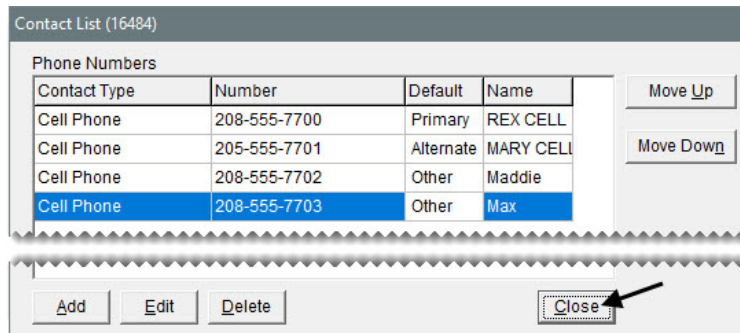 Contact List (16484)
Phone Numbers
Contact Type Number Default Name
Cell Phone 208-555-7700 Primary REX CELL
Cell Phone 205-555-7701 Alternate MARY CELL
Cell Phone 208-555-7702 Other Maddie
Cell Phone 208-555-7703 Other Max
Move Up
Move Down
Add Edit Delete Close